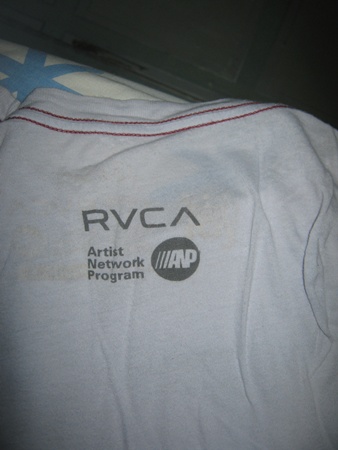 RVCA
Artist
Network
Program
///ANP